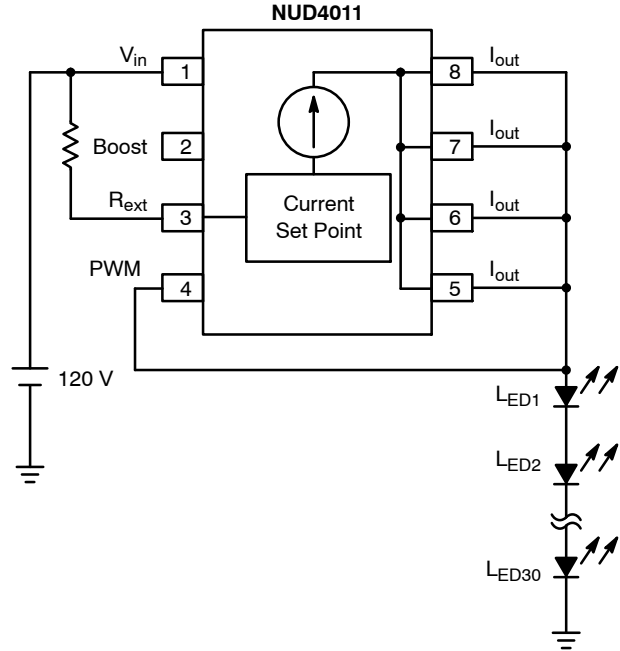 NUD4011
Vin
1
8
Iout
Boost
2
7
Iout
Rext
3
Current
Set Point
6
Iout
PWM
4
5
Iout
120 V
LED1
LED2
LED30